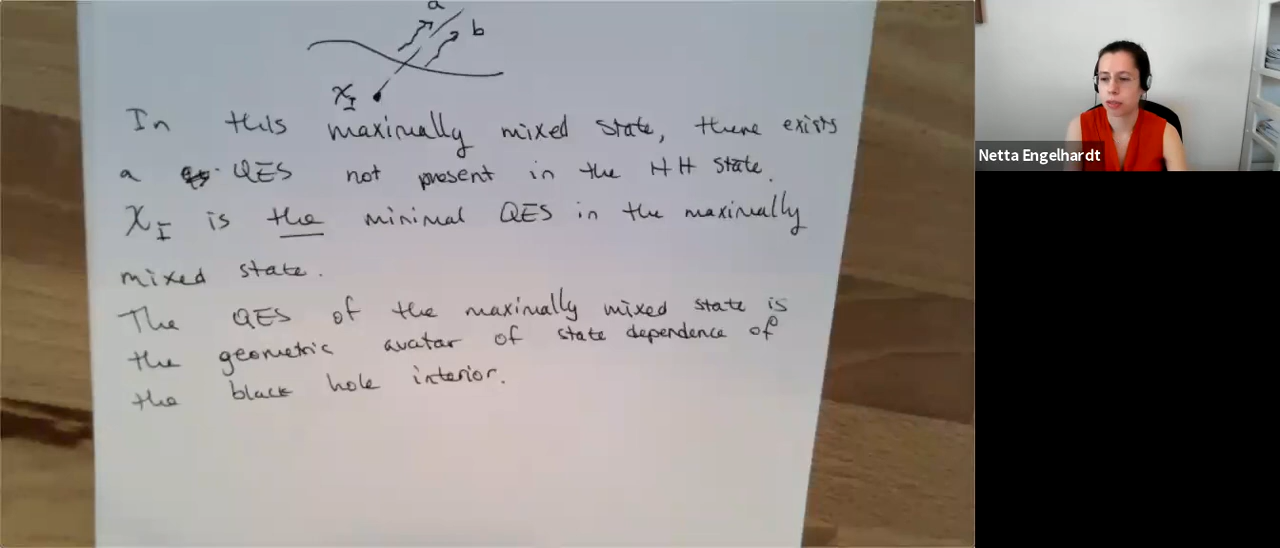 a
b
χ_I
In this maximally mixed state, there exists
a QES not present in the HH state.
χ_I is the minimal QES in the maximally
mixed state.
The QES of the maximally mixed state is
the geometric avatar of state dependence of
the black hole interior.
Netta Engelhardt